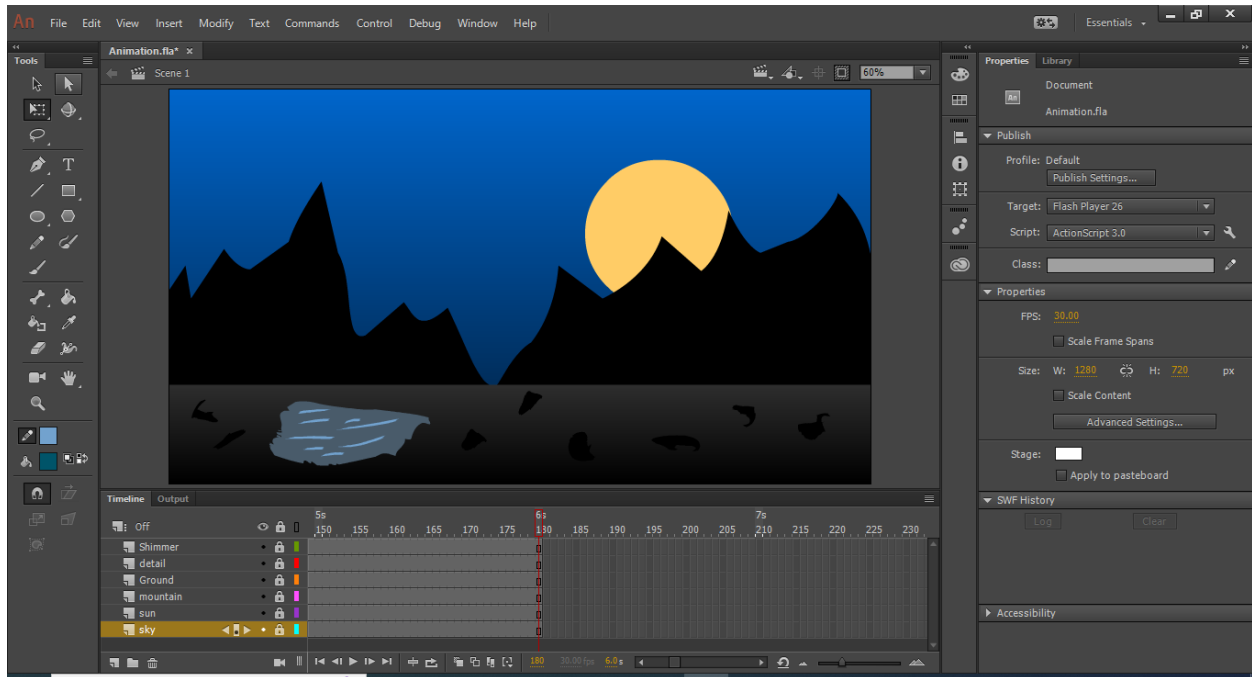 An File Edit View Insert Modify Text Commands Control Debug Window Help Essentials
Animation.fla* ×
Tools
Scene 1 60%
Properties Library
Document
An
Animation.fla
Publish
Profile: Default
Publish Settings...
Target: Flash Player 26
Script: ActionScript 3.0
Class:
Properties
FPS: 30.00
Scale Frame Spans
Size: W: 1280 H: 720 px
Scale Content
Advanced Settings...
Stage:
Apply to pasteboard
SWF History
Log Clear
Accessibility
T
Timeline Output
5s 6s 7s
Off 150 155 160 165 170 175 180 185 190 195 200 205 210 215 220 225 230
Shimmer
detail
Ground
mountain
sun
sky
180 30.00 fps 6.0 s